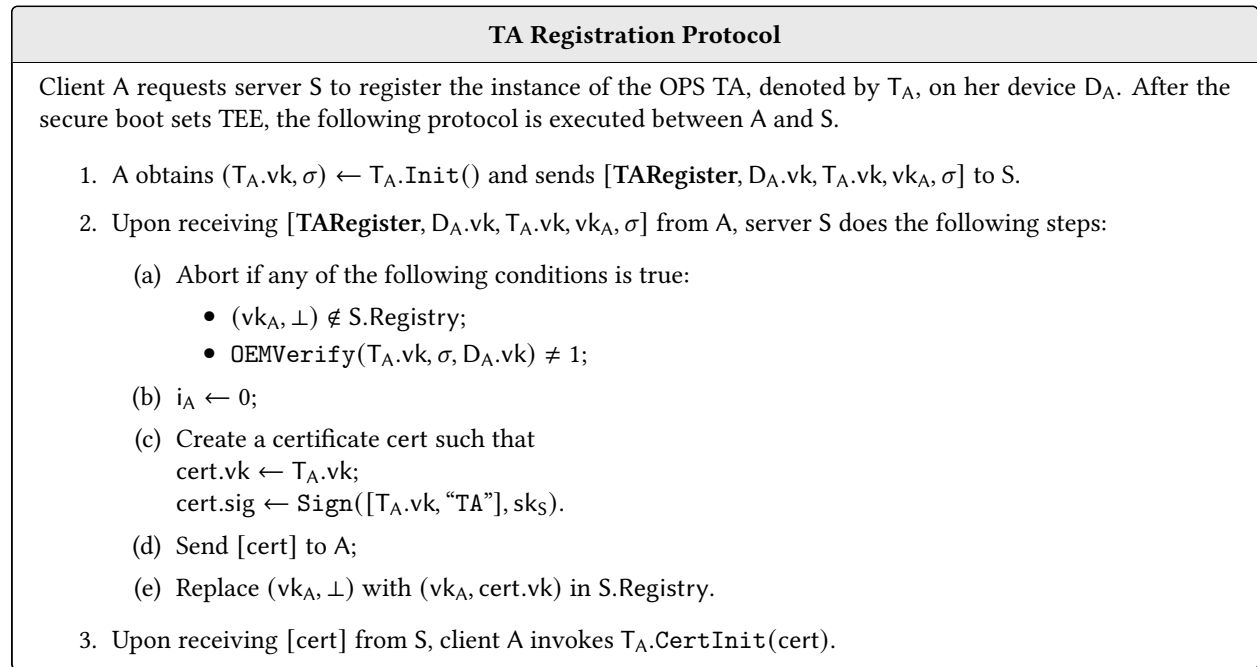 TA Registration Protocol
Client A requests server S to register the instance of the OPS TA, denoted by T_A, on her device D_A. After the
secure boot sets TEE, the following protocol is executed between A and S.
1. A obtains (T_A.vk, σ) ← T_A.Init() and sends [TARegister, D_A.vk, T_A.vk, vk_A, σ] to S.
2. Upon receiving [TARegister, D_A.vk, T_A.vk, vk_A, σ] from A, server S does the following steps:
(a) Abort if any of the following conditions is true:
• (vk_A, ⊥) ∉ S.Registry;
• OEMVerify(T_A.vk, σ, D_A.vk) ≠ 1;
(b) i_A ← 0;
(c) Create a certificate cert such that
cert.vk ← T_A.vk;
cert.sig ← Sign([T_A.vk, “TA”], sk_S).
(d) Send [cert] to A;
(e) Replace (vk_A, ⊥) with (vk_A, cert.vk) in S.Registry.
3. Upon receiving [cert] from S, client A invokes T_A.CertInit(cert).